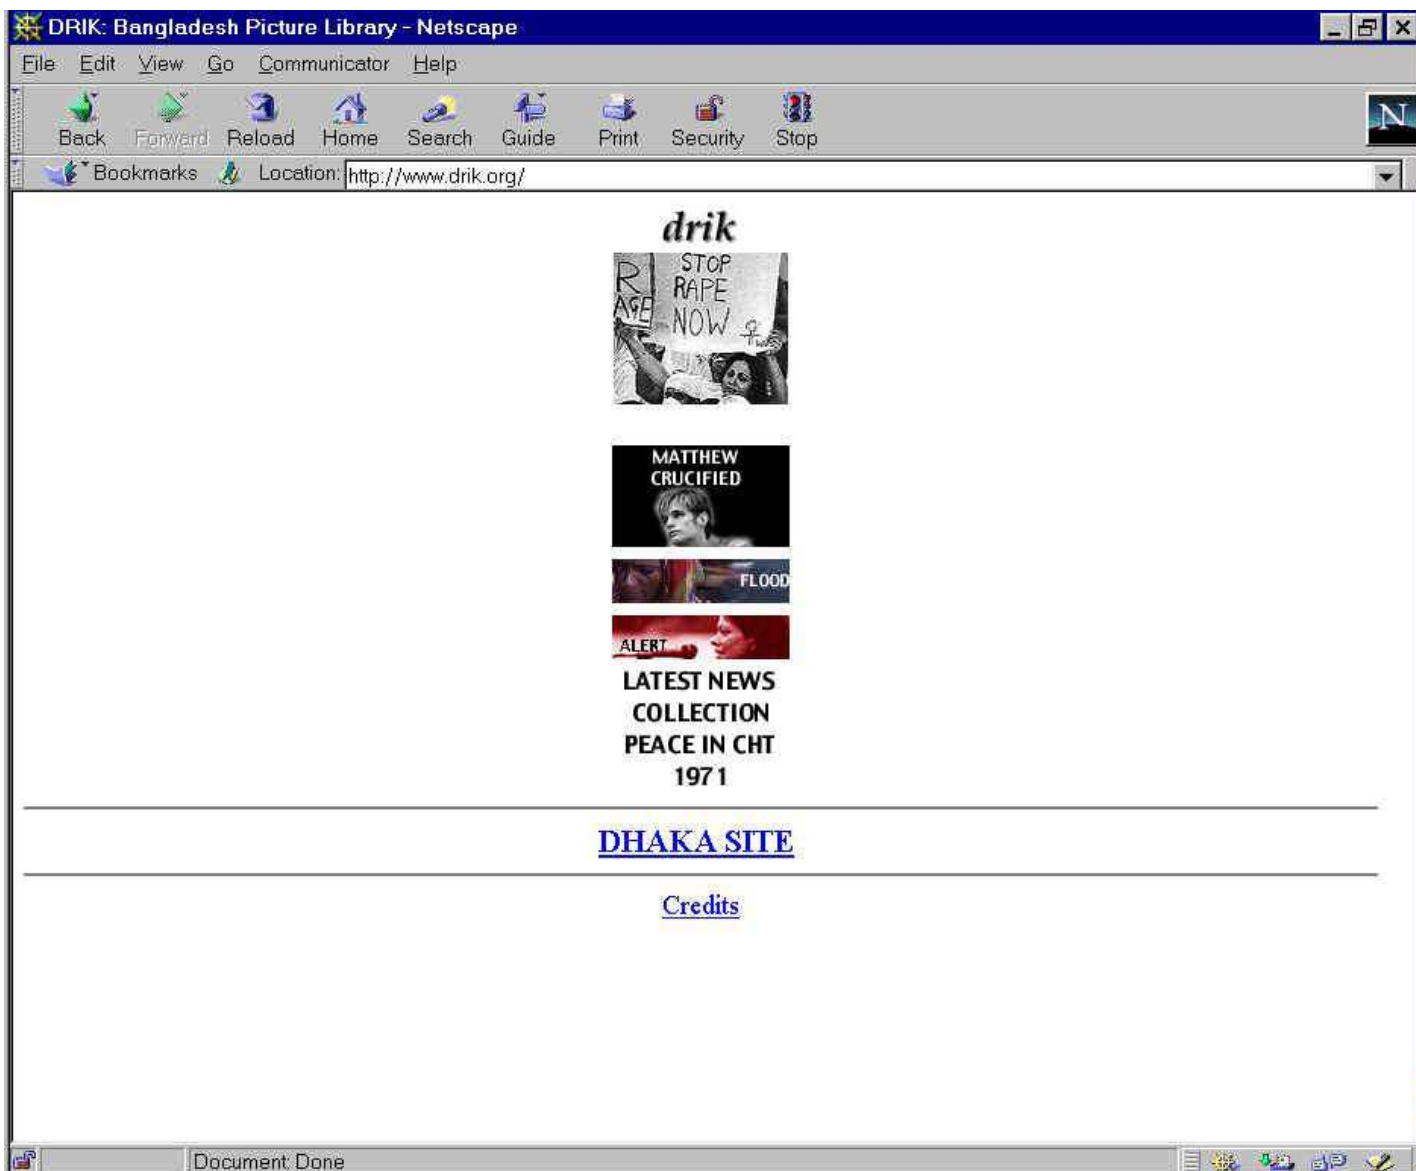 DRIK: Bangladesh Picture Library - Netscape
File Edit View Go Communicator Help
Back Forward Reload Home Search Guide Print Security Stop
N
Bookmarks Location: http://www.drik.org/
drik
R AGE
STOP
RAPE
NOW
MATTHEW
CRUCIFIED
FLOOD
ALERT
LATEST NEWS
COLLECTION
PEACE IN CHT
1971
DHAKA SITE
Credits
Document: Done